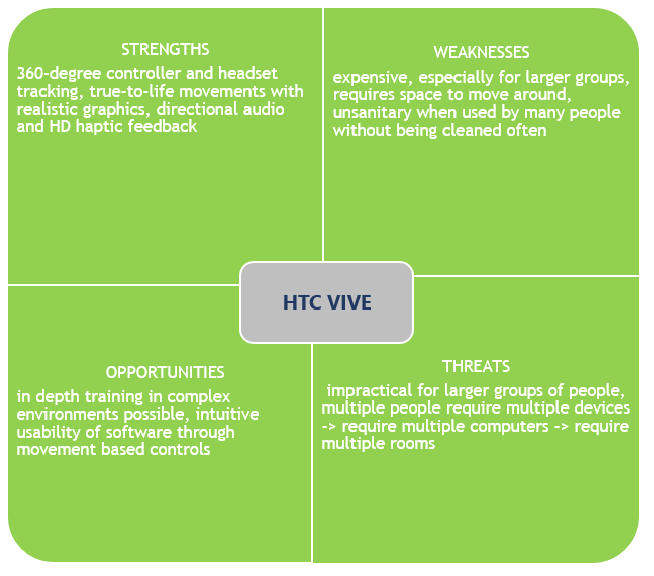 STRENGTHS
360-degree controller and headset
tracking, true-to-life movements with
realistic graphics, directional audio
and HD haptic feedback
WEAKNESSES
expensive, especially for larger groups,
requires space to move around,
unsanitary when used by many people
without being cleaned often
HTC VIVE
OPPORTUNITIES
in depth training in complex
environments possible, intuitive
usability of software through
movement based controls
THREATS
impractical for larger groups of people,
multiple people require multiple devices
-> require multiple computers -> require
multiple rooms